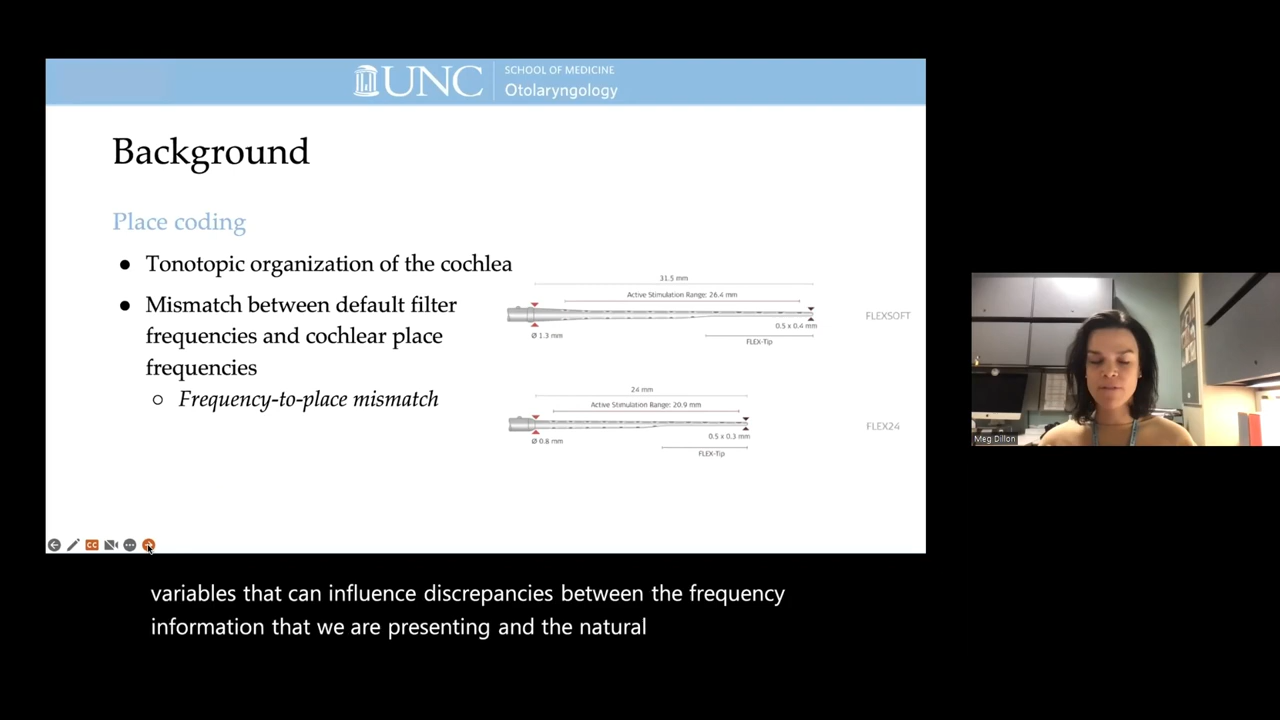 UNC
SCHOOL OF MEDICINE
Otolaryngology
Background
Place coding
● Tonotopic organization of the cochlea
● Mismatch between default filter
frequencies and cochlear place
frequencies
○ Frequency-to-place mismatch
31.5 mm
Active Stimulation Range: 26.4 mm
FLEXSOFT
0.5 x 0.4 mm
Ø 1.3 mm
FLEX-Tip
24 mm
Active Stimulation Range: 20.9 mm
FLEX24
0.5 x 0.3 mm
Ø 0.8 mm
FLEX-Tip
Meg Dillon
CC
variables that can influence discrepancies between the frequency
information that we are presenting and the natural